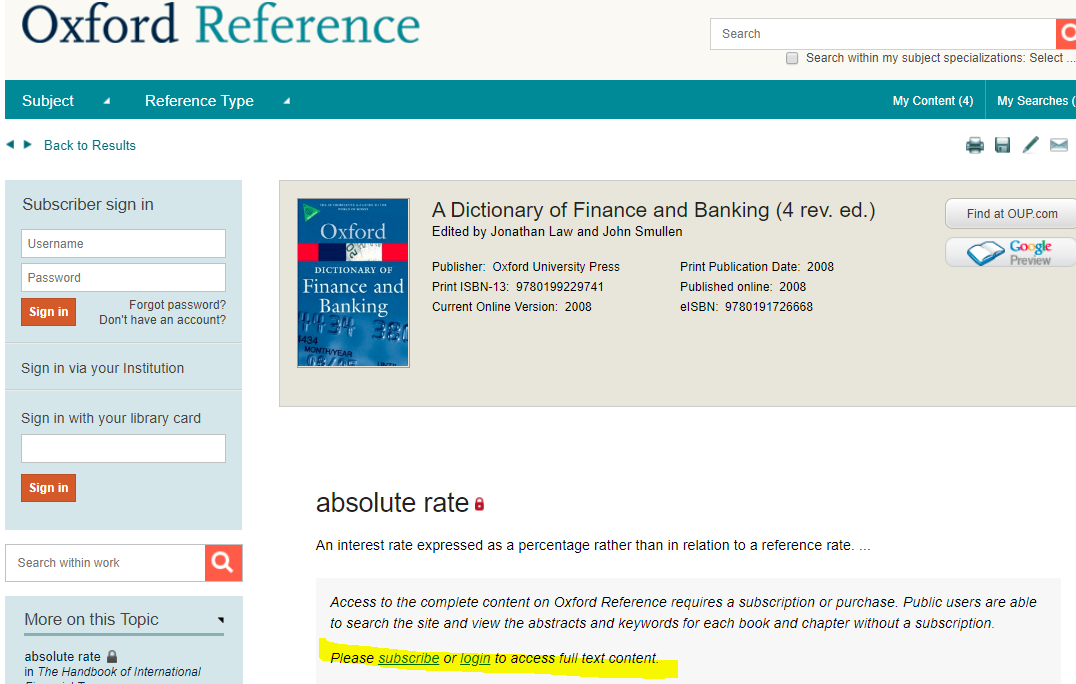 Oxford Reference
Search
Search within my subject specializations: Select ...
Subject
Reference Type
My Content (4)
My Searches (
Back to Results
Subscriber sign in
Username
Password
Sign in
Forgot password?
Don't have an account?
Sign in via your Institution
Sign in with your library card
Sign in
Search within work
More on this Topic
absolute rate
in The Handbook of International
Oxford
DICTIONARY OF
Finance and
Banking
4434
MONTH/YEAR
A Dictionary of Finance and Banking (4 rev. ed.)
Edited by Jonathan Law and John Smullen
Publisher: Oxford University Press
Print ISBN-13: 9780199229741
Current Online Version: 2008
Print Publication Date: 2008
Published online: 2008
eISBN: 9780191726668
Find at OUP.com
Google
Preview
absolute rate
An interest rate expressed as a percentage rather than in relation to a reference rate. ...
Access to the complete content on Oxford Reference requires a subscription or purchase. Public users are able
to search the site and view the abstracts and keywords for each book and chapter without a subscription.
Please subscribe or login to access full text content.